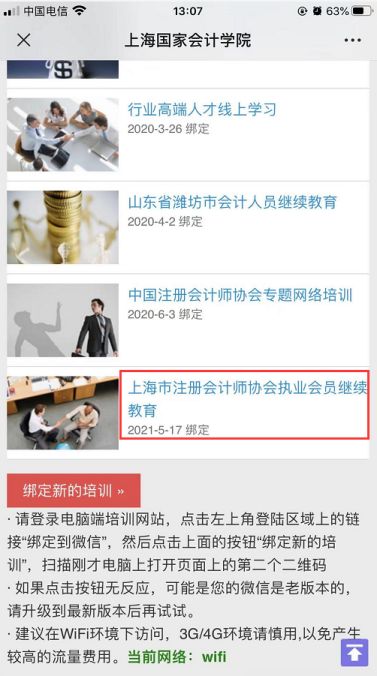 中国电信
13:07
63%
上海国家会计学院
行业高端人才线上学习
2020-3-26 绑定
山东省潍坊市会计人员继续教育
2020-4-2 绑定
中国注册会计师协会专题网络培训
2020-6-3 绑定
上海市注册会计师协会执业会员继续
教育
2021-5-17 绑定
绑定新的培训 »
· 请登录电脑端培训网站，点击左上角登陆区域上的链
接“绑定到微信”，然后点击上面的按钮“绑定新的培
训”，扫描刚才电脑上打开页面上的第二个二维码
· 如果点击按钮无反应，可能是您的微信是老版本的，
请升级到最新版本后再试试。
· 建议在WiFi环境下访问，3G/4G环境请慎用,以免产生
较高的流量费用。当前网络：wifi